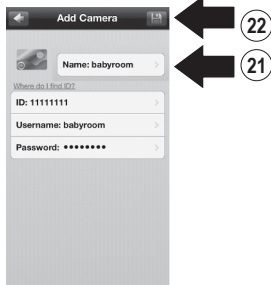 Add Camera
22
Name: babyroom
21
Where do I find ID?
ID: 11111111
Username: babyroom
Password: ••••••••